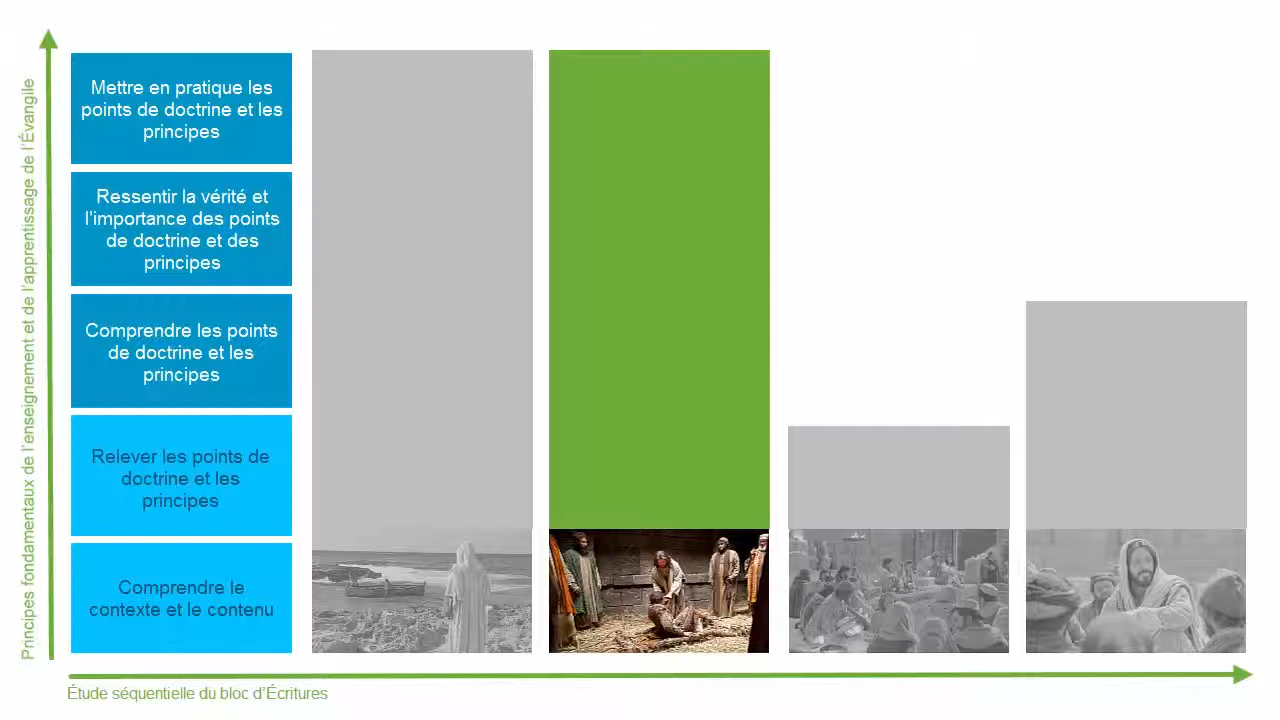 Principes fondamentaux de l'enseignement et de l'apprentissage de l'Évangile
Mettre en pratique les
points de doctrine et les
principes
Ressentir la vérité et
l'importance des points
de doctrine et des
principes
Comprendre les points
de doctrine et les
principes
Relever les points de
doctrine et les
principes
Comprendre le
contexte et le contenu
Étude séquentielle du bloc d'Écritures